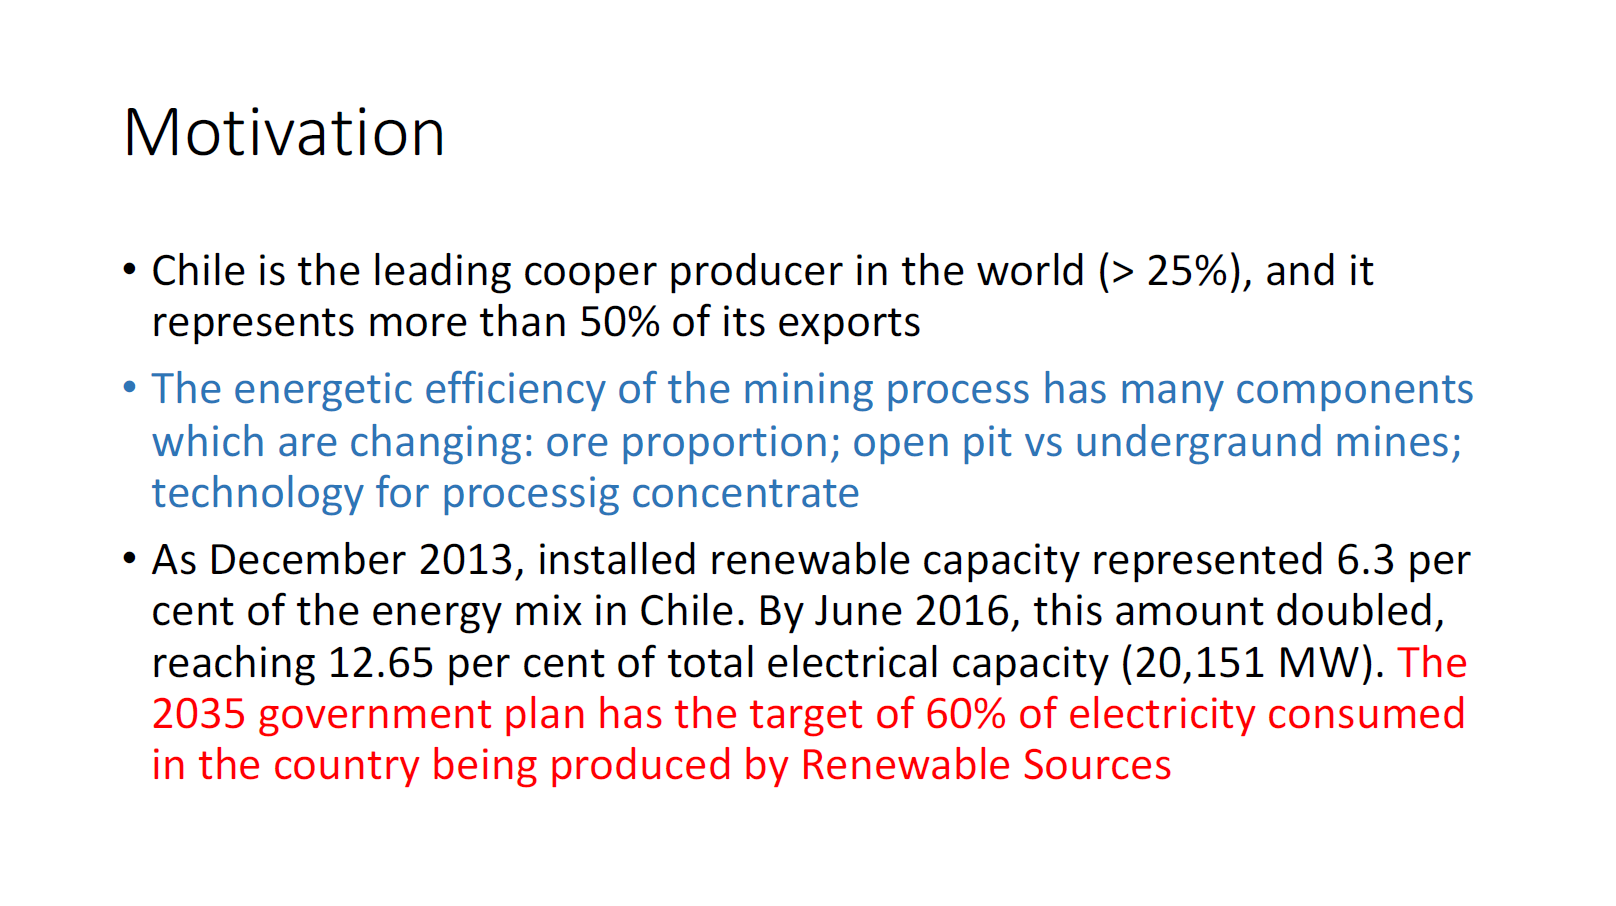 Motivation
• Chile is the leading cooper producer in the world (> 25%), and it
represents more than 50% of its exports
• The energetic efficiency of the mining process has many components
which are changing: ore proportion; open pit vs undergraund mines;
technology for processig concentrate
• As December 2013, installed renewable capacity represented 6.3 per
cent of the energy mix in Chile. By June 2016, this amount doubled,
reaching 12.65 per cent of total electrical capacity (20,151 MW). The
2035 government plan has the target of 60% of electricity consumed
in the country being produced by Renewable Sources